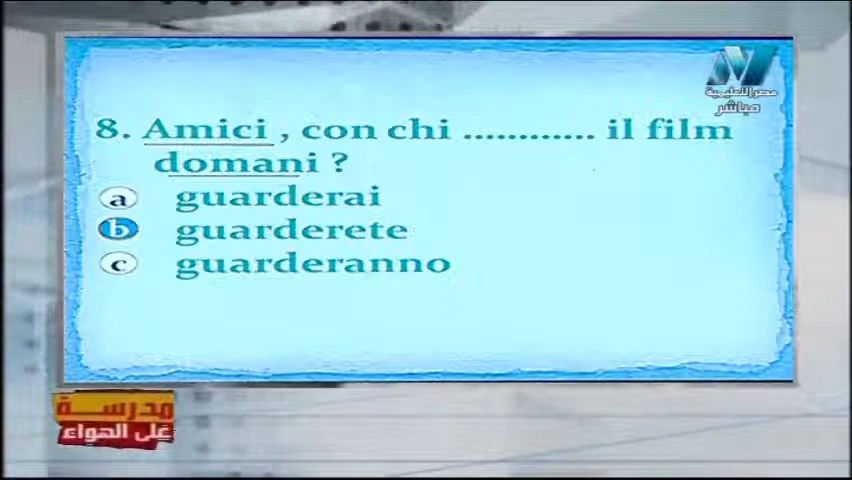 مصر التعليمية
مباشر
8. Amici , con chi ............ il film
domani ?
a guarderai
b guarderete
c guarderanno
مدرسة
على الهواء